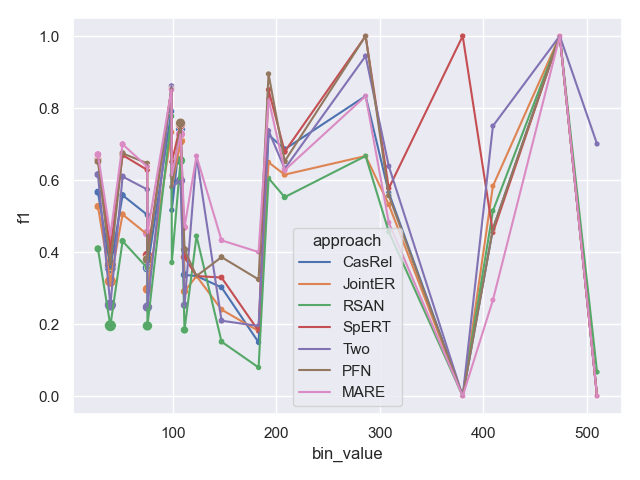 1.0
0.8
0.6
0.4
0.2
0.0
f1
100
200
300
400
500
bin_value
approach
CasRel
JointER
RSAN
SpERT
Two
PFN
MARE